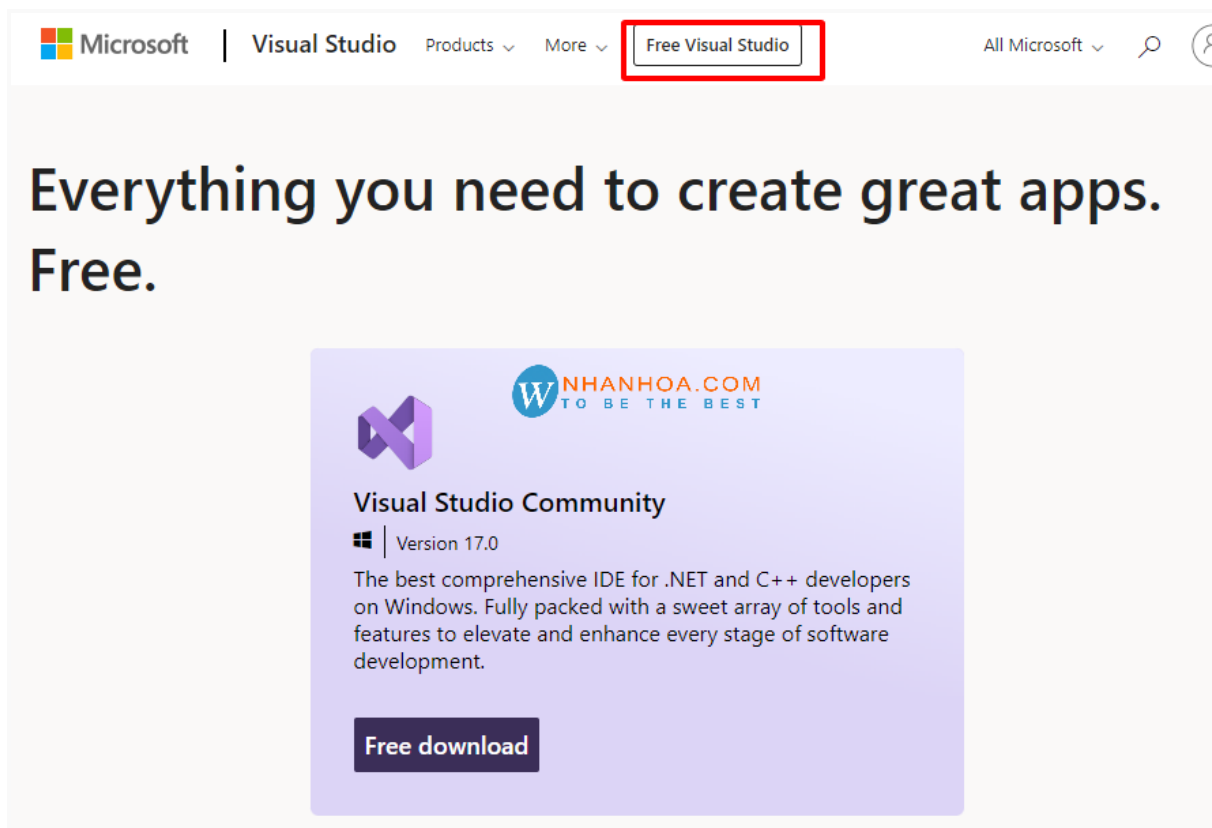 Microsoft Visual Studio Products More Free Visual Studio All Microsoft
Everything you need to create great apps.
Free.
W NHANHOA.COM
TO BE THE BEST
Visual Studio Community
Version 17.0
The best comprehensive IDE for .NET and C++ developers
on Windows. Fully packed with a sweet array of tools and
features to elevate and enhance every stage of software
development.
Free download